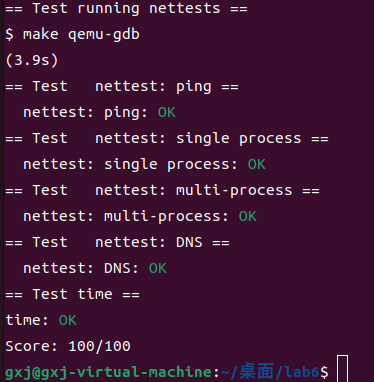 == Test running nettests ==
$ make qemu-gdb
(3.9s)
== Test   nettest: ping ==
  nettest: ping: OK
== Test   nettest: single process ==
  nettest: single process: OK
== Test   nettest: multi-process ==
  nettest: multi-process: OK
== Test   nettest: DNS ==
  nettest: DNS: OK
== Test time ==
time: OK
Score: 100/100
gxj@gxj-virtual-machine:~/桌面/lab6$